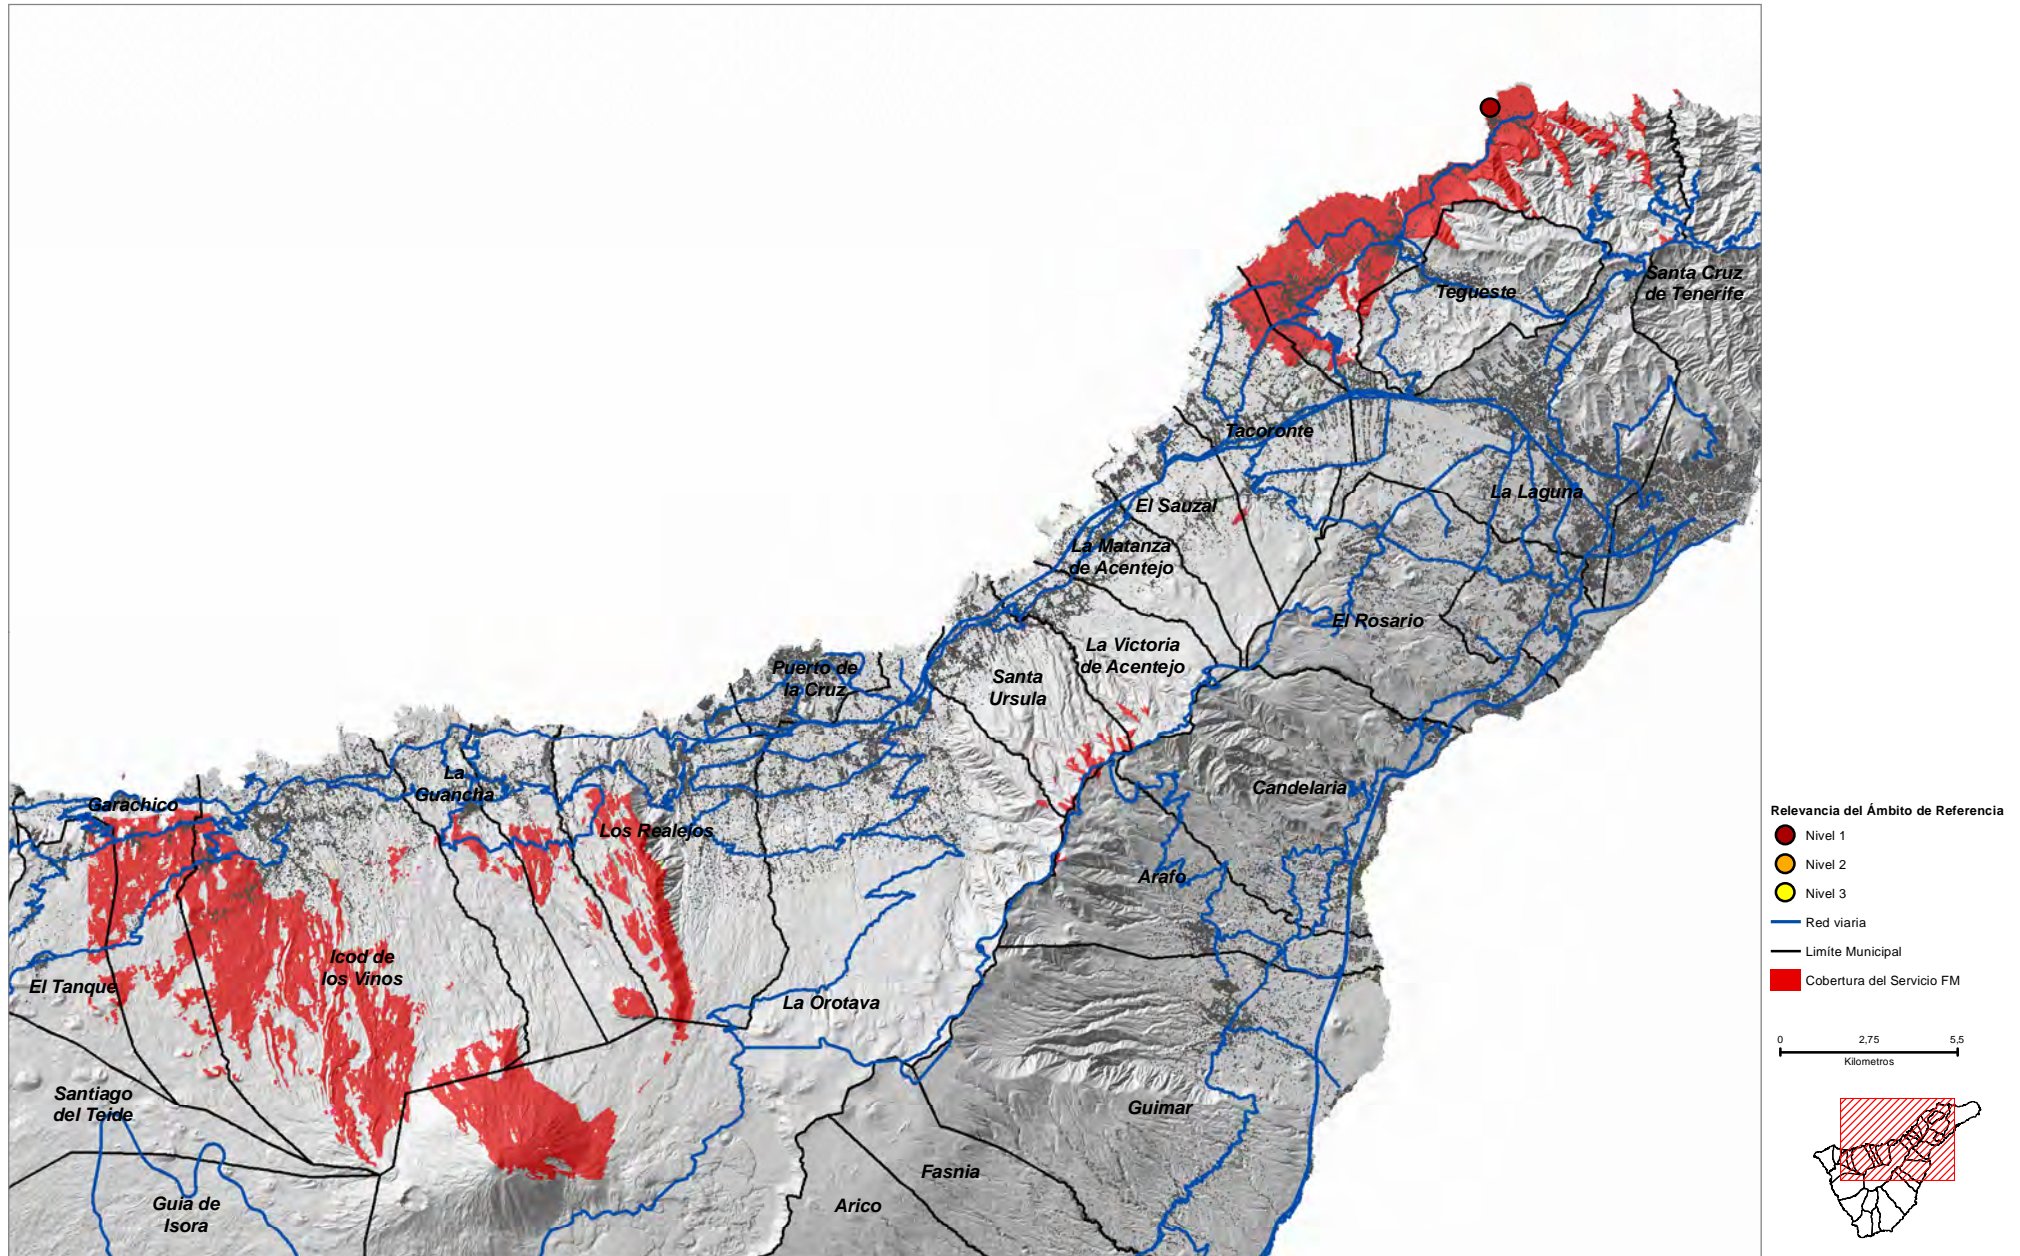 Santa Cruz
de Tenerife
Tegueste
Tacoronte
La Laguna
El Sauzal
La Matanza
de Acentejo
El Rosario
La Victoria
de Acentejo
Puerto de
la Cruz
Santa
Ursula
La
Guancha
Candelaria
Garachico
Los Realejos
Arafo
Icod de
los Vinos
El Tanque
La Orotava
Santiago
del Teide
Guimar
Fasnia
Guia de
Isora
Arico
Relevancia del Ámbito de Referencia
Nivel 1
Nivel 2
Nivel 3
Red viaria
Limíte Municipal
Cobertura del Servicio FM
0 2,75 5,5
Kilometros